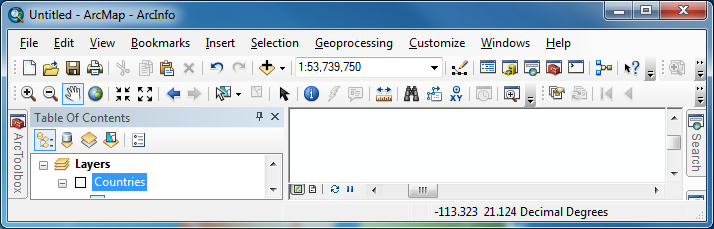 Untitled - ArcMap - ArcInfo
File Edit View Bookmarks Insert Selection Geoprocessing Customize Windows Help
1:53,739,750
XY
Table Of Contents
ArcToolbox
Search
Layers
Countries
-113.323 21.124 Decimal Degrees